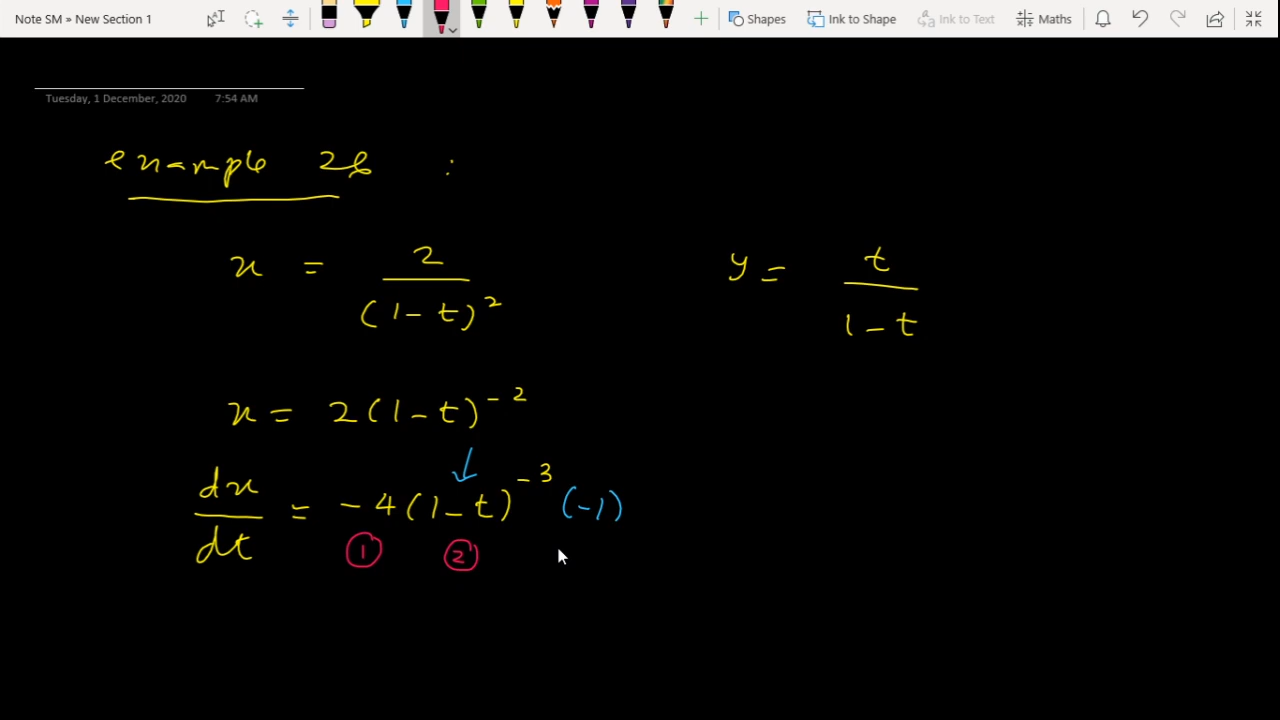 Note SM » New Section 1 Shapes Ink to Shape Ink to Text Maths
Tuesday, 1 December, 2020 7:54 AM
example 2b :
x = 2 / (1 - t)² y = t / 1 - t
x = 2(1 - t)⁻²
dx/dt = -4(1 - t)⁻³ (-1)
① ②